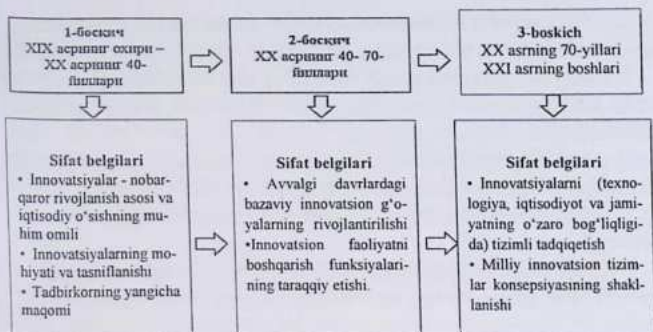 1-босқич
XIX асрнинг охири –
XX асрнинг 40-
йиллари
2-босқич
XX асрнинг 40- 70-
йиллари
3-boskich
XX asrning 70-yillari
XXI asrning boshlari
Sifat belgilari
• Innovatsiyalar - nobar-
qaror rivojlanish asosi va
iqtisodiy o‘sishning mu-
him omili
• Innovatsiyalarning mo-
hiyati va tasniflanishi
• Tadbirkorning yangicha
maqomi
Sifat belgilari
• Avvalgi davrlardagi
bazaviy innovatsion g‘o-
yalarning rivojlantirilishi
•Innovatsion faoliyatni
boshqarish funksiyalari-
ning taraqqiy etishi.
Sifat belgilari
• Innovatsiyalarni (texno-
logiya, iqtisodiyot va jami-
yatning o‘zaro bog‘liqligi-
da) tizimli tadqiqetish
• Milliy innovatsion tizim-
lar konsepsiyasining shakl-
lanishi